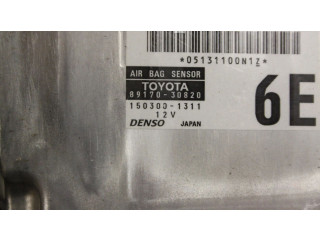 *05131100N1Z*
AIR BAG SENSOR
TOYOTA
89170-30820
150300-1311
12V
DENSO JAPAN
6E